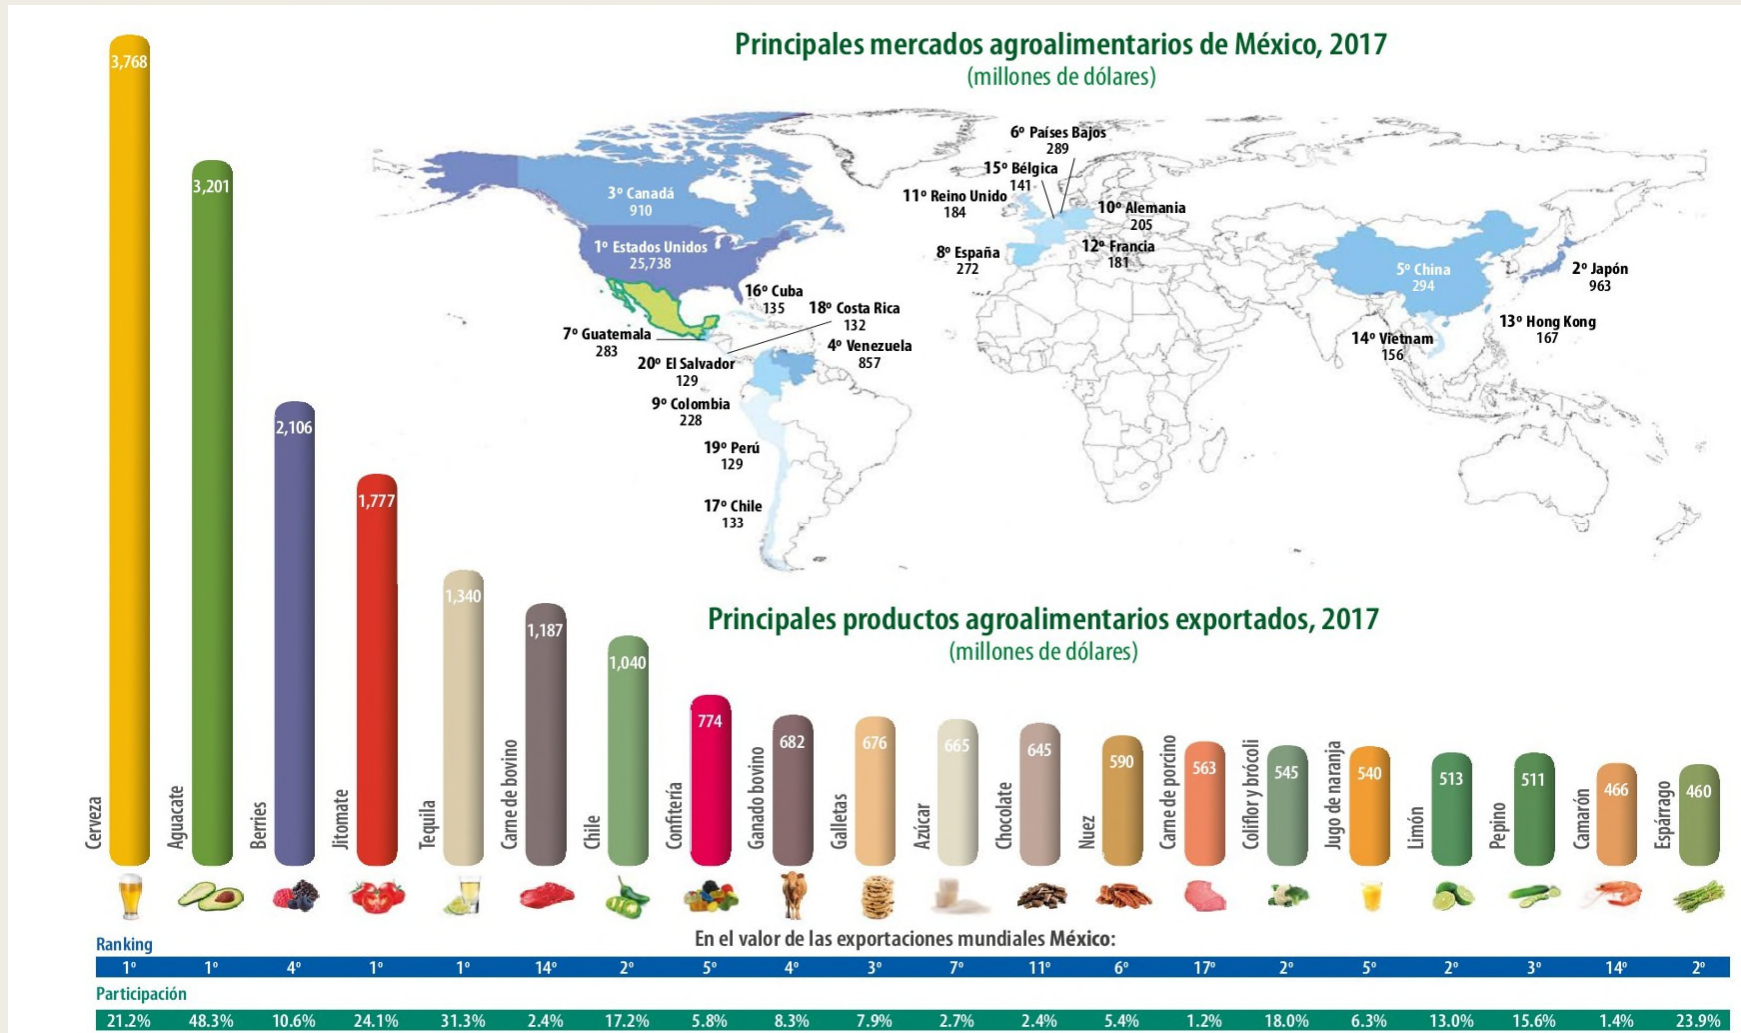 Principales mercados agroalimentarios de México, 2017
(millones de dólares)
3º Canadá
910
1º Estados Unidos
25,738
16º Cuba
135
18º Costa Rica
132
7º Guatemala
283
4º Venezuela
857
20º El Salvador
129
9º Colombia
228
19º Perú
129
17º Chile
133
6º Países Bajos
289
15º Bélgica
141
11º Reino Unido
184
10º Alemania
205
8º España
272
12º Francia
181
5º China
294
2º Japón
963
13º Hong Kong
167
14º Vietnam
156
Principales productos agroalimentarios exportados, 2017
(millones de dólares)
3,768
Cerveza
3,201
Aguacate
2,106
Berries
1,777
Jitomate
1,340
Tequila
1,187
Carne de bovino
1,040
Chile
774
Confitería
682
Ganado bovino
676
Galletas
665
Azúcar
645
Chocolate
590
Nuez
563
Carne de porcino
545
Coliflor y brócoli
540
Jugo de naranja
513
Limón
511
Pepino
466
Camarón
460
Espárrago
En el valor de las exportaciones mundiales México:
Ranking
1º 1º 4º 1º 1º 14º 2º 5º 4º 3º 7º 11º 6º 17º 2º 5º 2º 3º 14º 2º
Participación
21.2% 48.3% 10.6% 24.1% 31.3% 2.4% 17.2% 5.8% 8.3% 7.9% 2.7% 2.4% 5.4% 1.2% 18.0% 6.3% 13.0% 15.6% 1.4% 23.9%